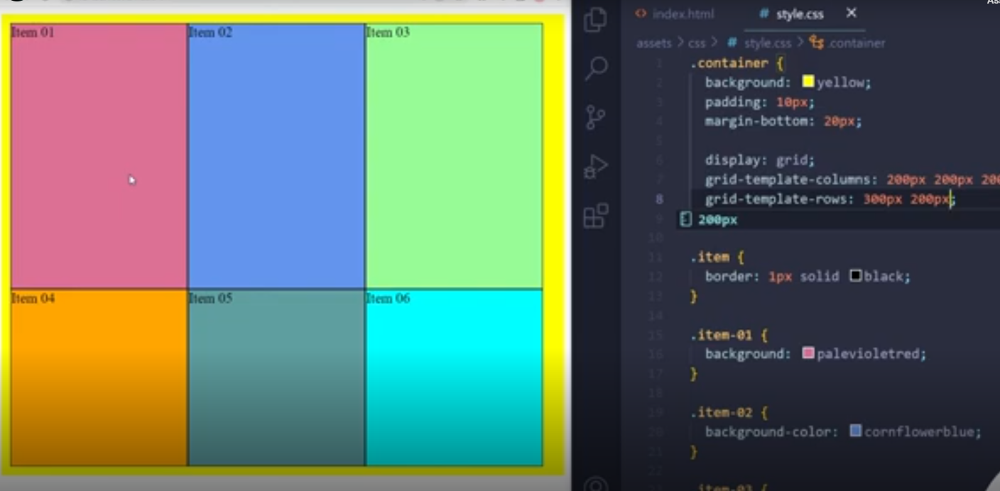 Item 01
Item 02
Item 03
Item 04
Item 05
Item 06
index.html
# style.css
assets > css > # style.css > .container
1 .container {
2 background: yellow;
3 padding: 10px;
4 margin-bottom: 20px;
5
6 display: grid;
7 grid-template-columns: 200px 200px 200
8 grid-template-rows: 300px 200px;
9 200px
10
11 .item {
12 border: 1px solid black;
13 }
14
15 .item-01 {
16 background: palevioletred;
17 }
18
19 .item-02 {
20 background-color: cornflowerblue;
21 }
22
.item-03 {